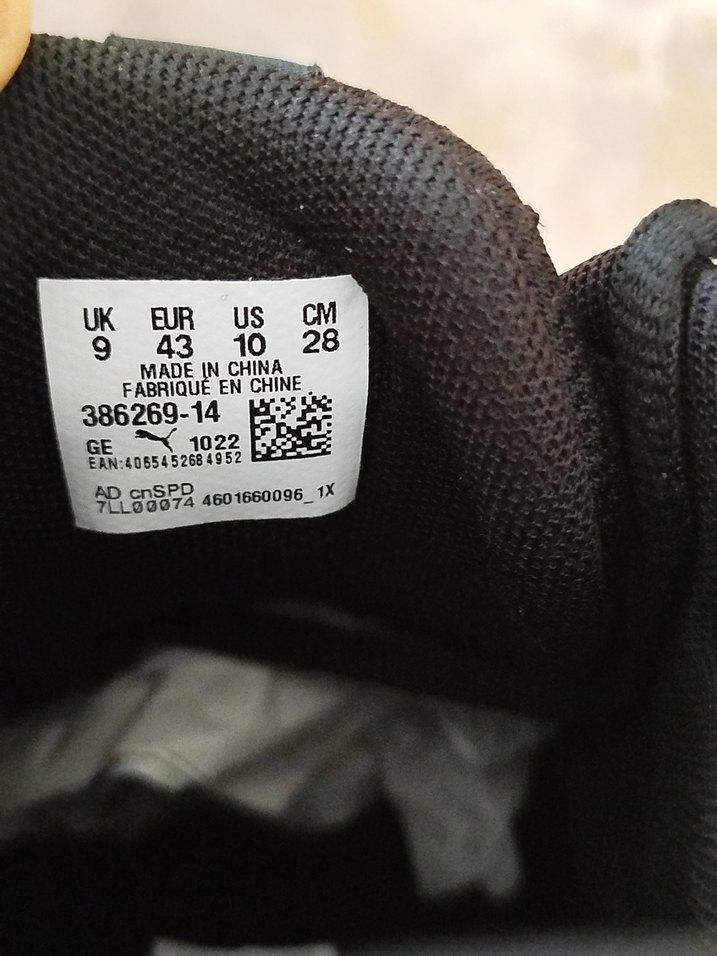 UK EUR US CM
9 43 10 28
MADE IN CHINA
FABRIQUÉ EN CHINE
386269-14
GE 1022
EAN:4065452684952
AD cnSPD
7LL00074 4601660096_1X